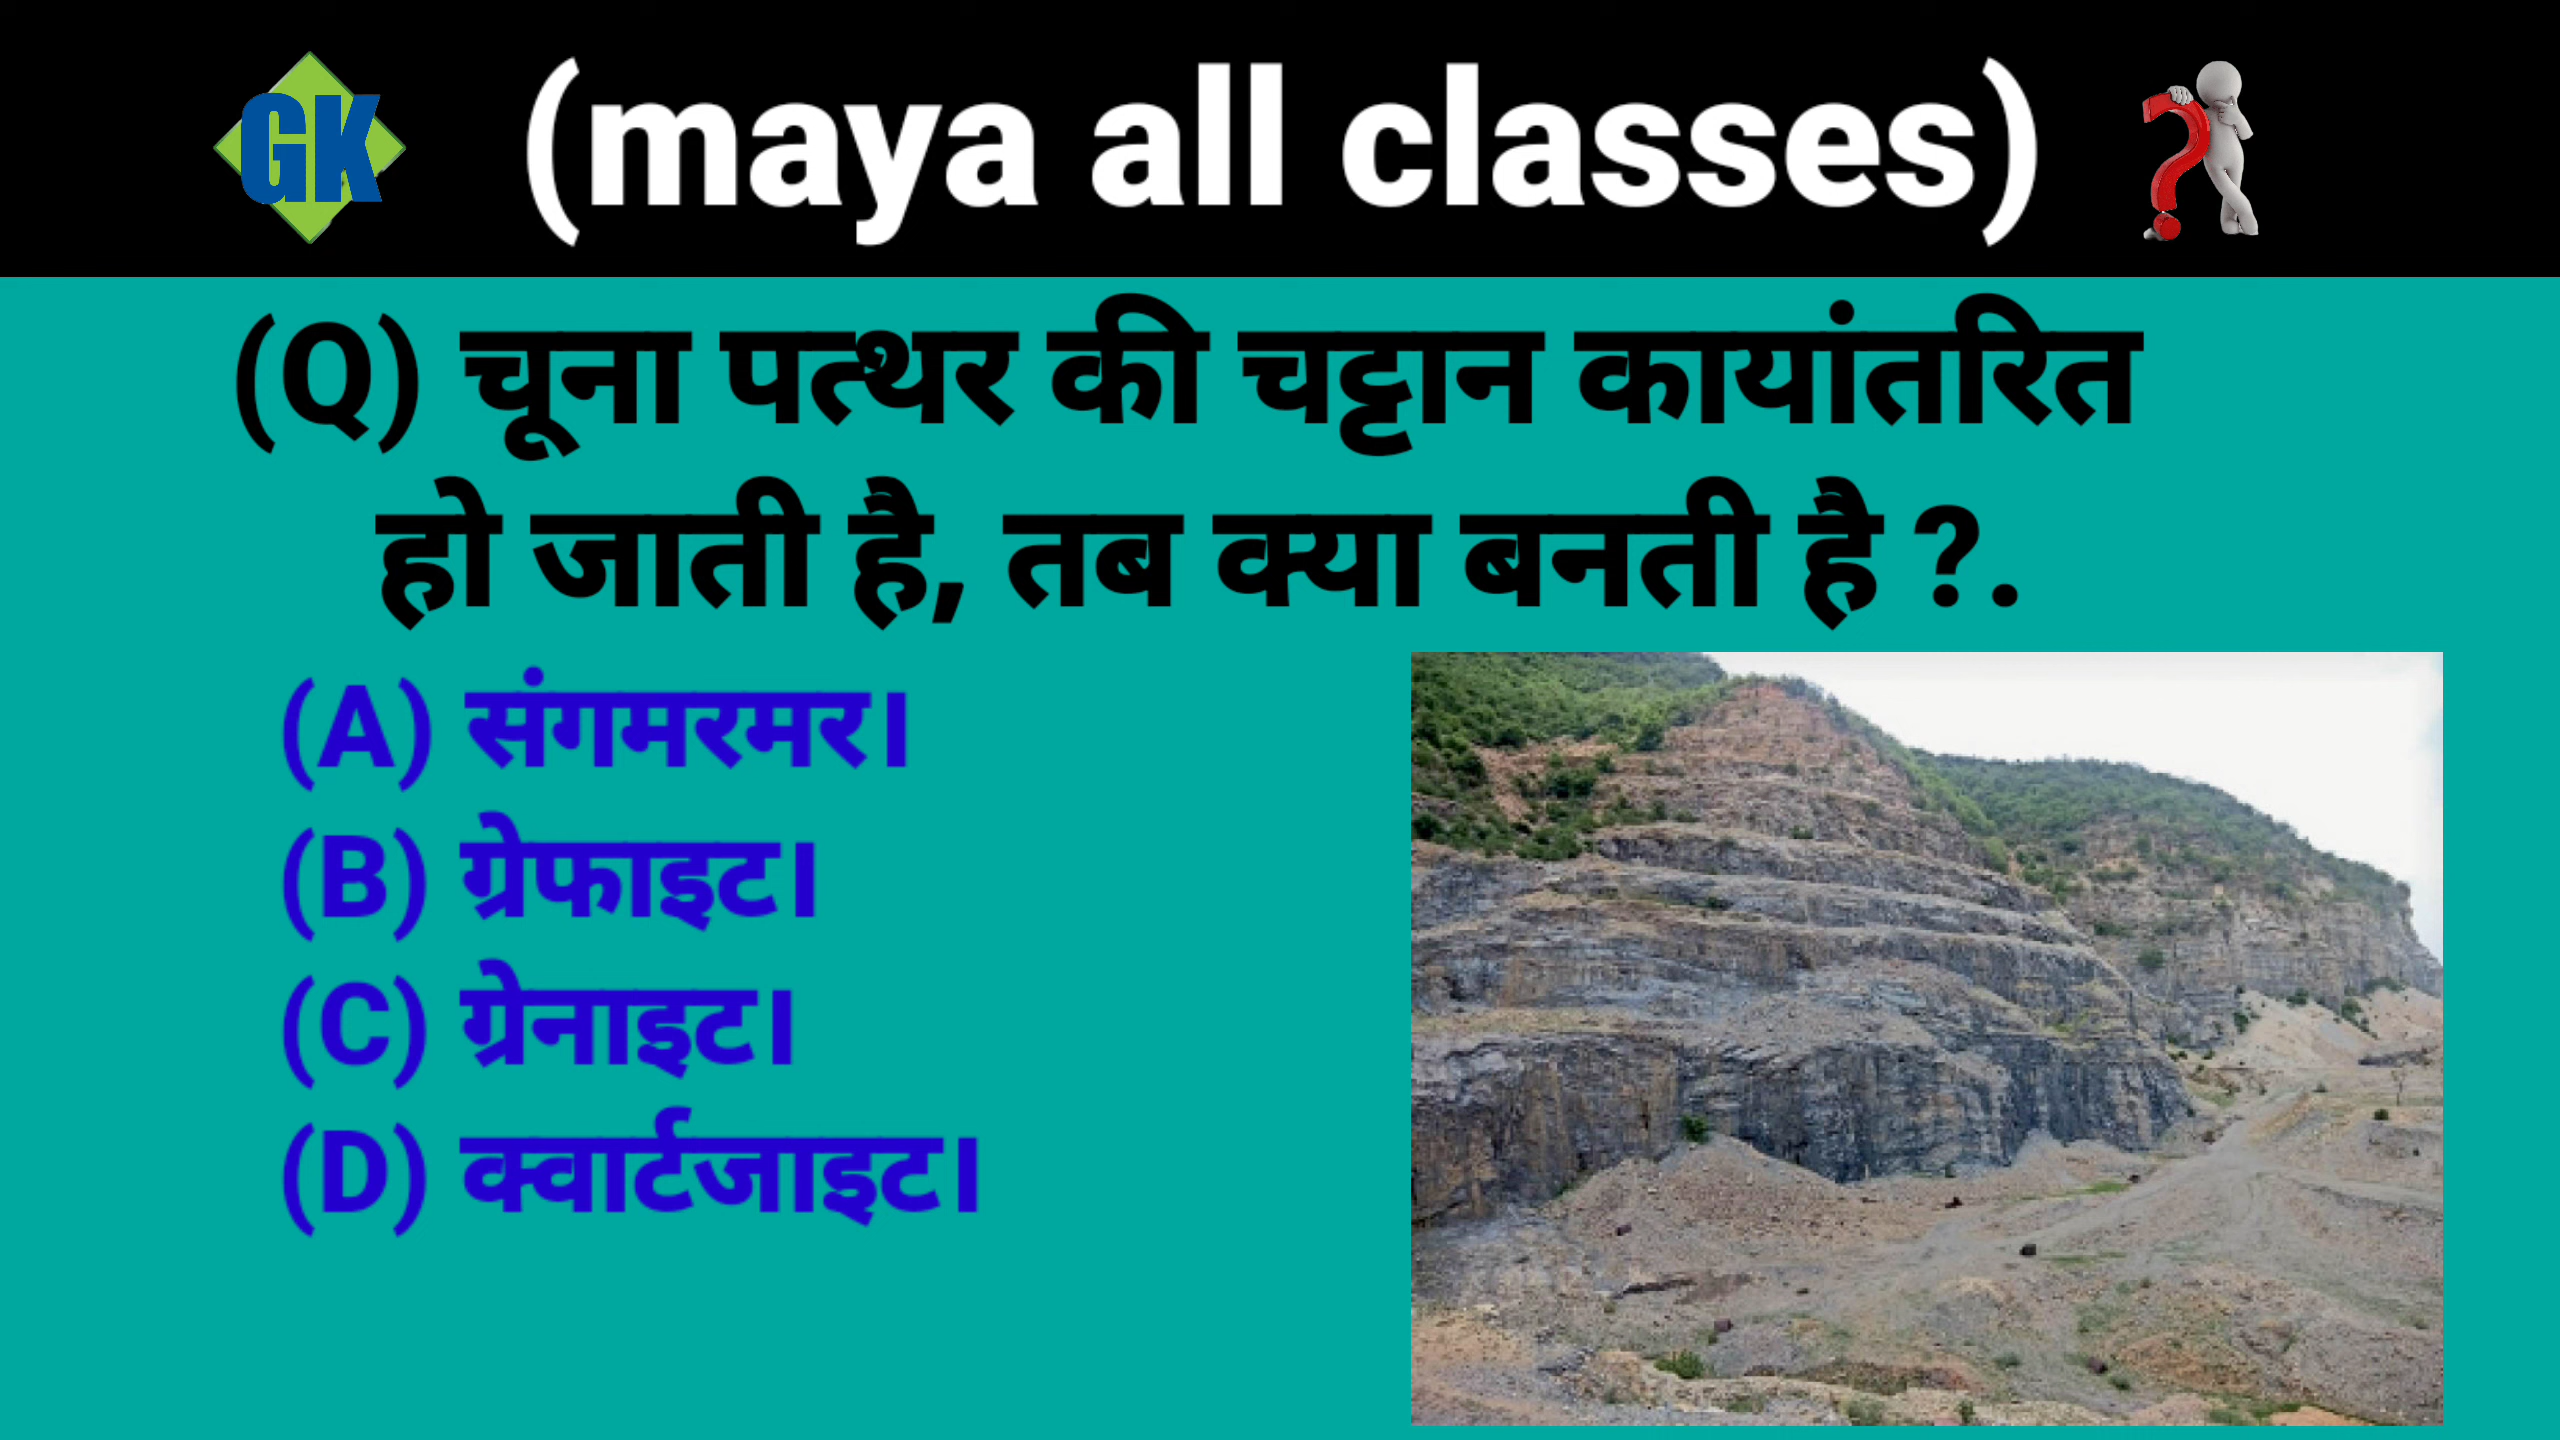 GK
(maya all classes)
(Q) चूना पत्थर की चट्टान कायांतरित
हो जाती है, तब क्या बनती है ?.
(A) संगमरमर।
(B) ग्रेफाइट।
(C) ग्रेनाइट।
(D) क्वार्टजाइट।